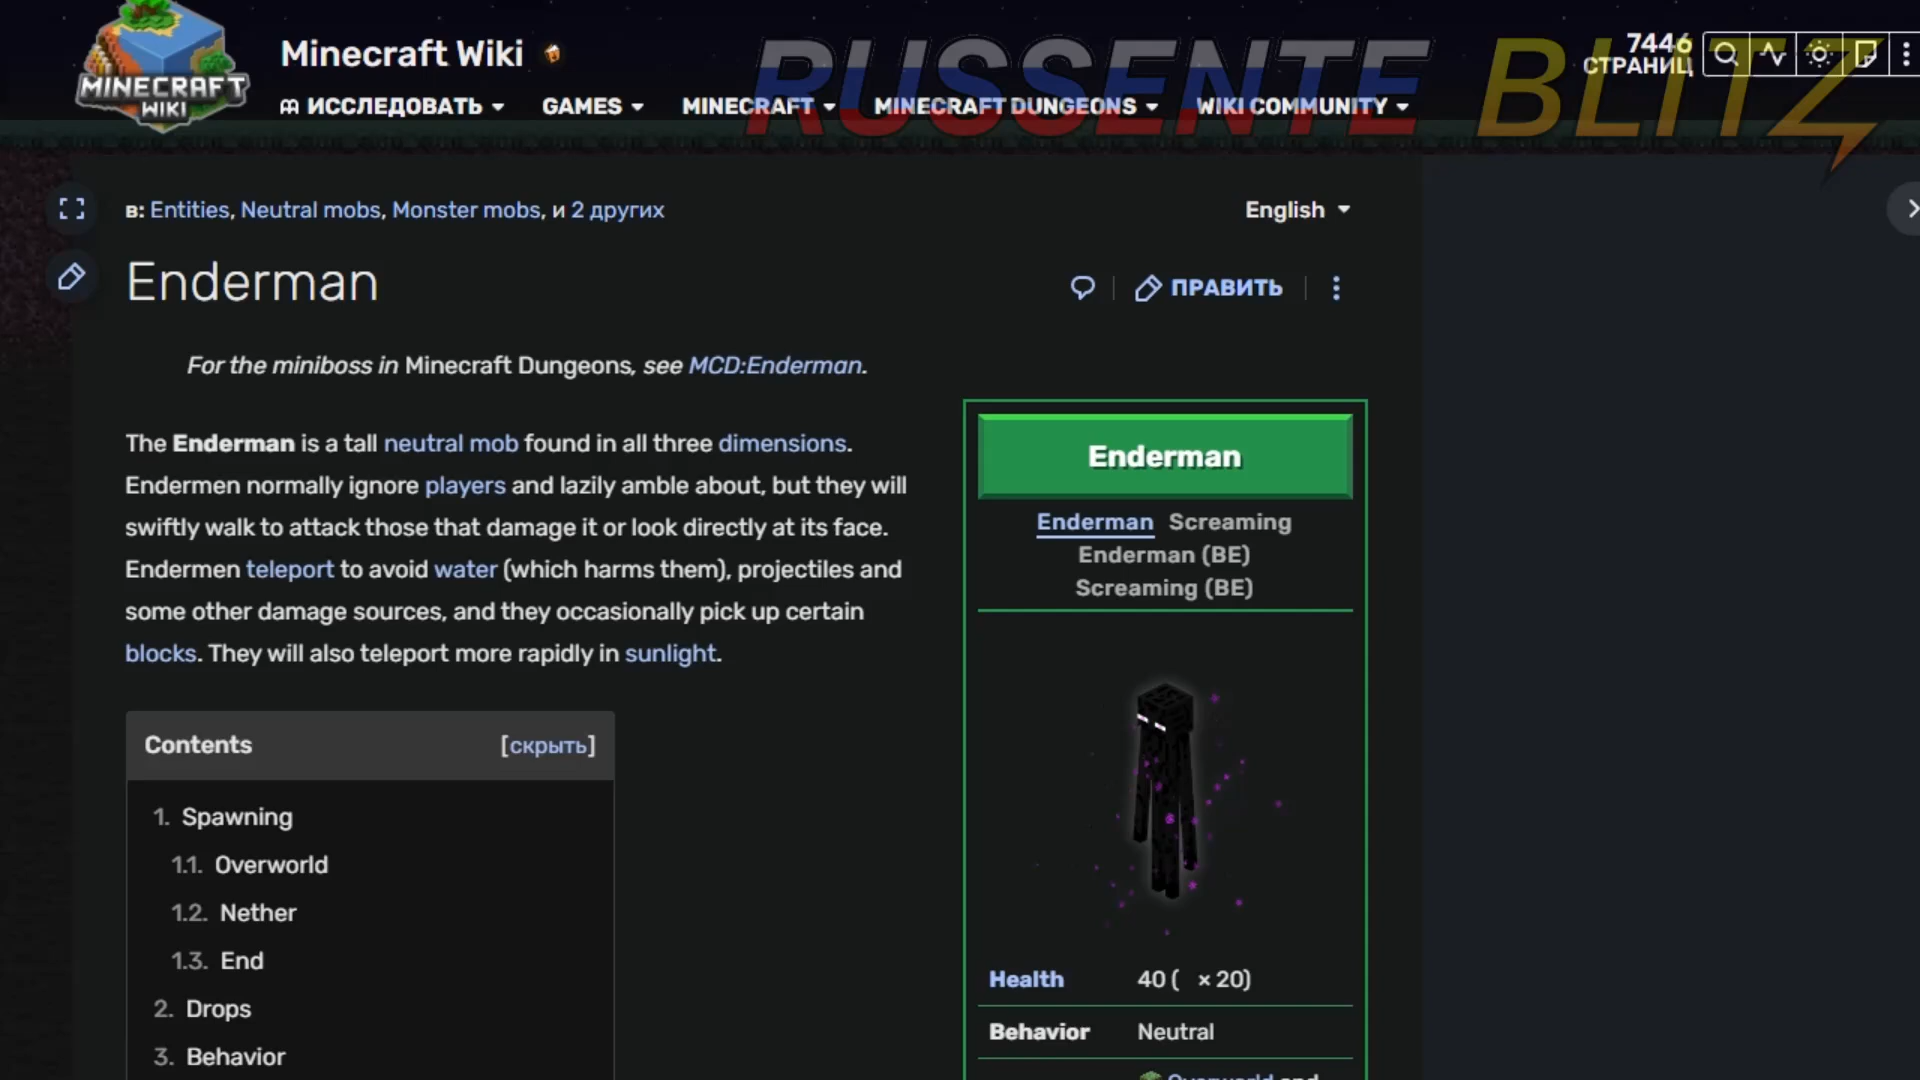 MINECRAFT
WIKI
Minecraft Wiki
RUSSENTE BLITZ
7446
СТРАНИЦ
ИССЛЕДОВАТЬ
GAMES
MINECRAFT
MINECRAFT DUNGEONS
WIKI COMMUNITY
в: Entities, Neutral mobs, Monster mobs, и 2 других
English
Enderman
ПРАВИТЬ
For the miniboss in Minecraft Dungeons, see MCD:Enderman.
The Enderman is a tall neutral mob found in all three dimensions.
Endermen normally ignore players and lazily amble about, but they will
swiftly walk to attack those that damage it or look directly at its face.
Endermen teleport to avoid water (which harms them), projectiles and
some other damage sources, and they occasionally pick up certain
blocks. They will also teleport more rapidly in sunlight.
Contents [скрыть]
1. Spawning
1.1. Overworld
1.2. Nether
1.3. End
2. Drops
3. Behavior
Enderman
Enderman Screaming
Enderman (BE)
Screaming (BE)
Health 40 ( × 20)
Behavior Neutral
Overworld and